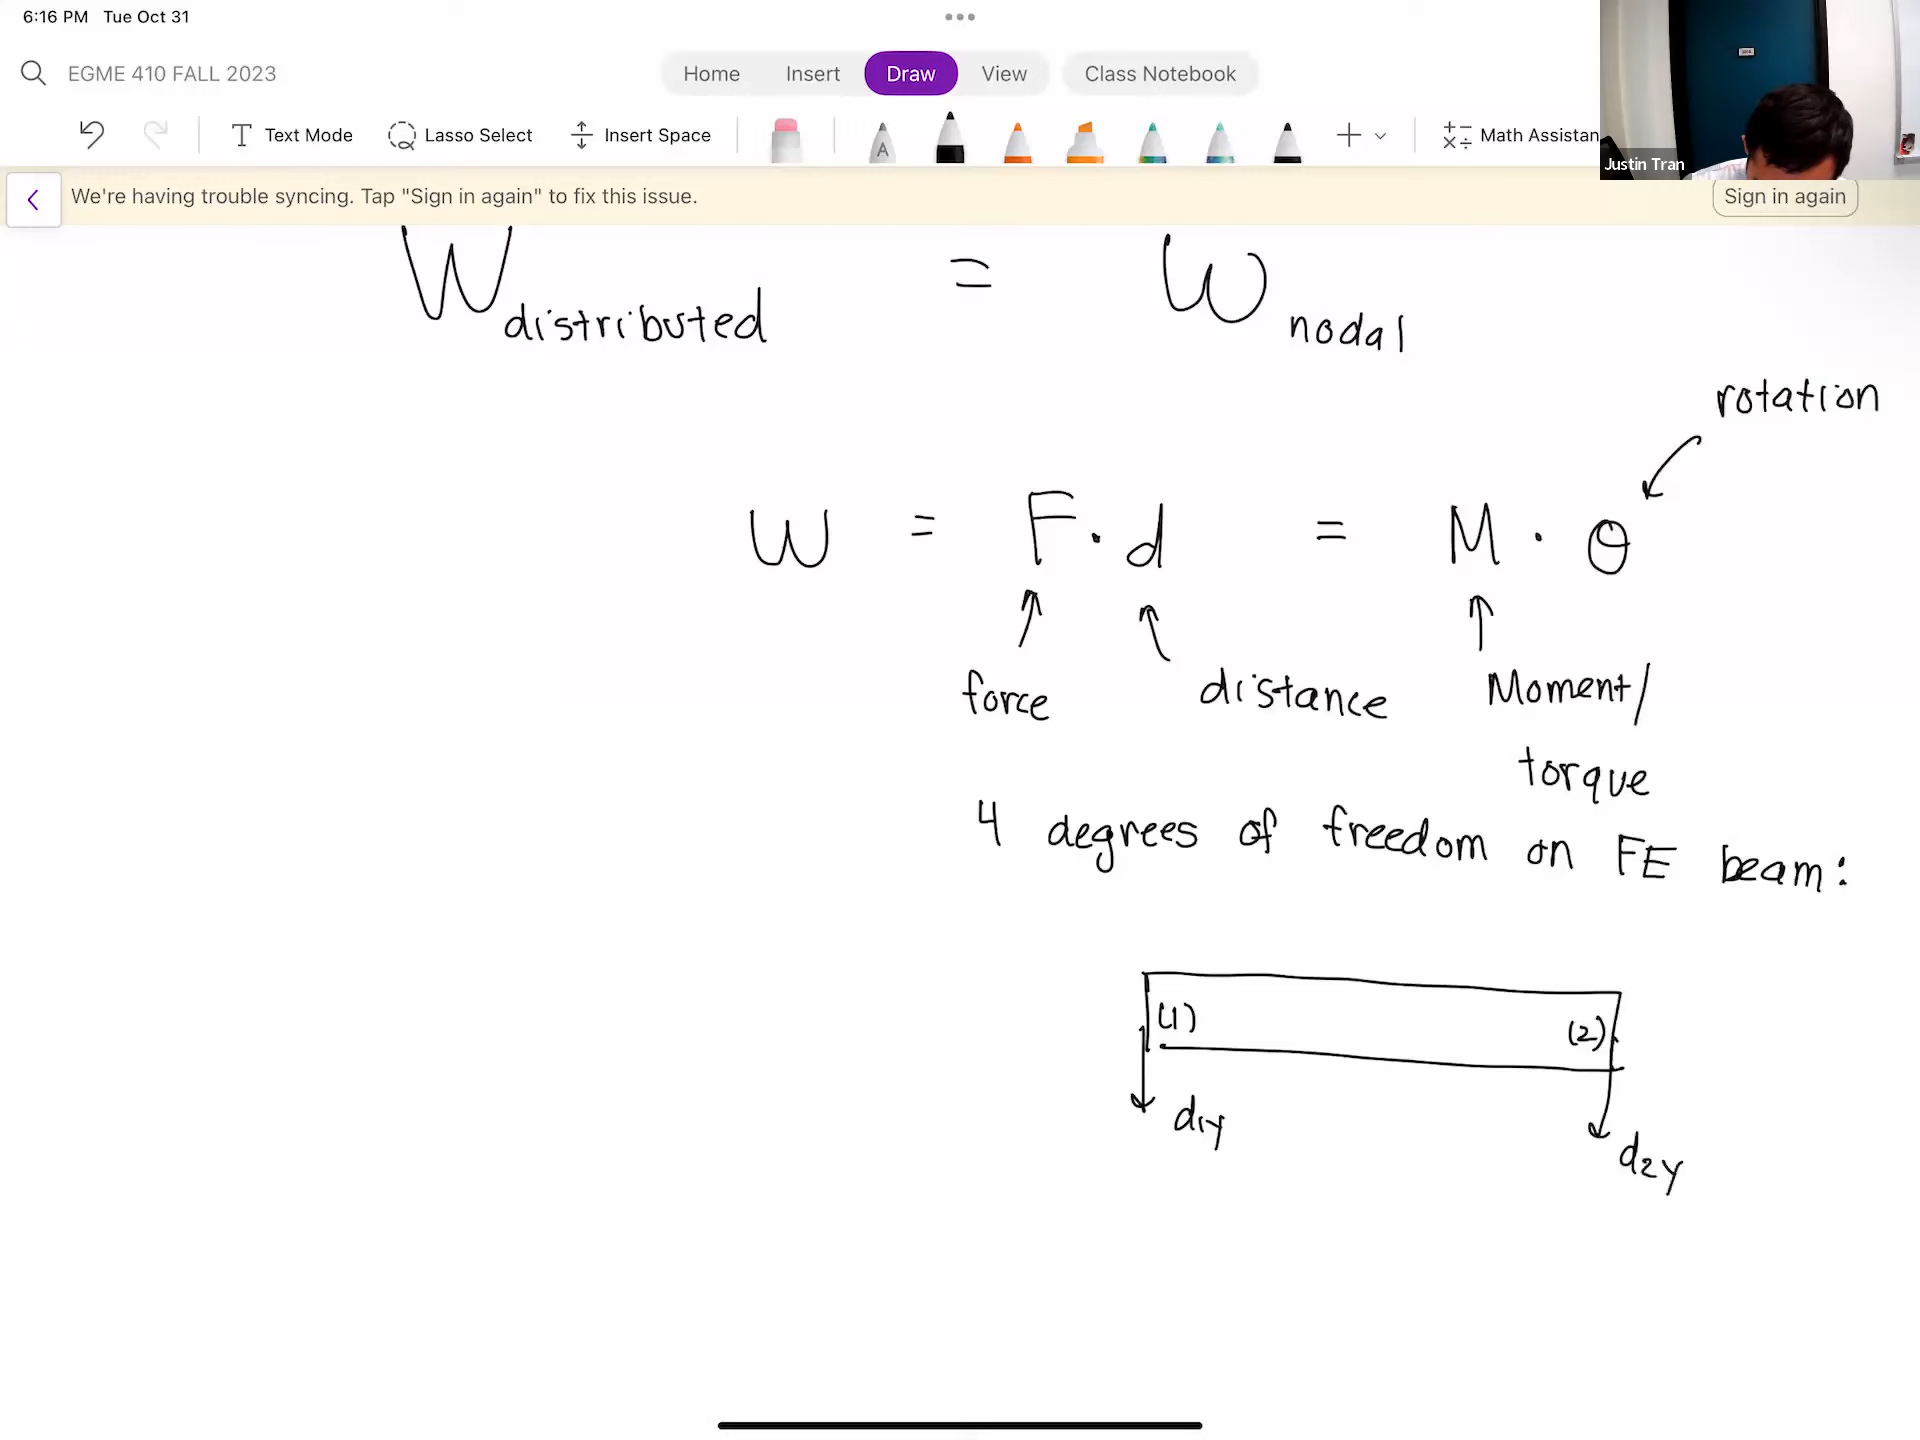 6:16 PM Tue Oct 31
EGME 410 FALL 2023
Home Insert Draw View Class Notebook
Text Mode Lasso Select Insert Space A Math Assistan
Justin Tran
We're having trouble syncing. Tap "Sign in again" to fix this issue. Sign in again
W distributed = W nodal
rotation
W = F · d = M · θ
force distance Moment/
torque
4 degrees of freedom on FE beam:
(1) (2)
d1y d2y